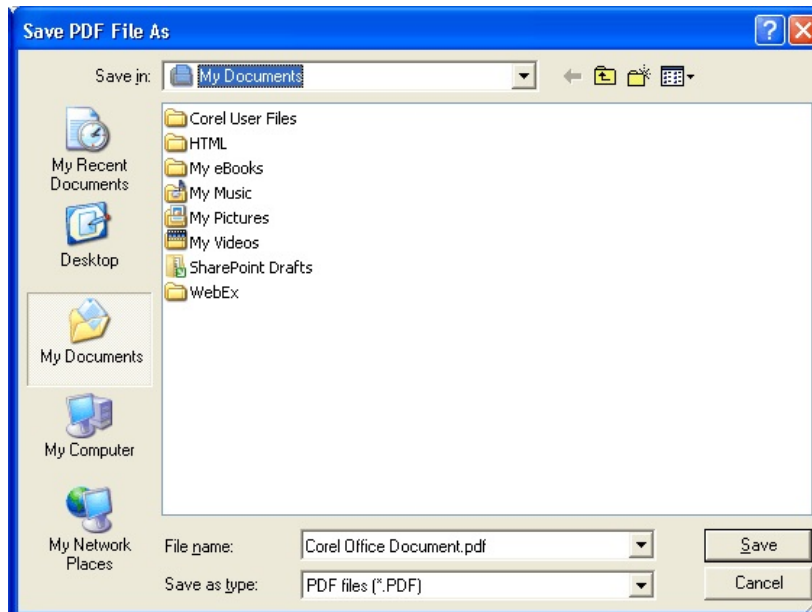 Save PDF File As
?
Save in:
My Documents
My Recent
Documents
Desktop
My Documents
My Computer
My Network
Places
Corel User Files
HTML
My eBooks
My Music
My Pictures
My Videos
SharePoint Drafts
WebEx
File name:
Corel Office Document.pdf
Save
Save as type:
PDF files (*.PDF)
Cancel